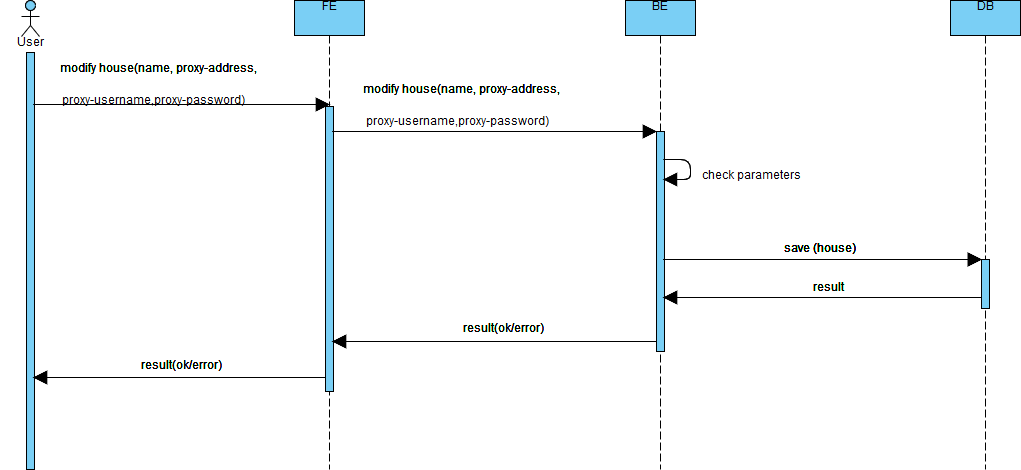 FE
BE
DB
User
modify house(name, proxy-address,
proxy-username,proxy-password)
modify house(name, proxy-address,
proxy-username,proxy-password)
check parameters
save (house)
result
result(ok/error)
result(ok/error)